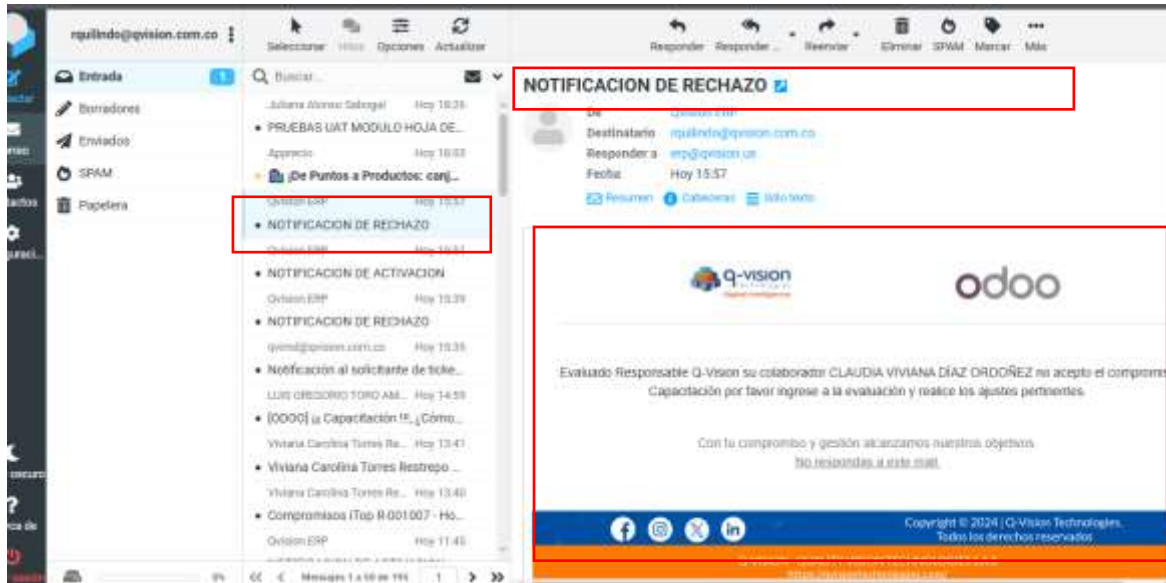 rquilindo@qvision.com.co
Seleccionar Hilos Opciones Actualizar
Responder Responder... Reenviar Eliminar SPAM Marcar Más
Entrada 1
Borradores
Enviados
SPAM
Papelera
Buscar...
Hoy 18:26
PRUEBAS UAT MODULO HOJA DE...
Apprecio Hoy 18:03
¡De Puntos a Productos: canj...
Qvision ERP Hoy 15:57
NOTIFICACION DE RECHAZO
Qvision ERP Hoy
NOTIFICACION DE ACTIVACION
Qvision ERP Hoy 15:39
NOTIFICACION DE RECHAZO
Notificación al solicitante de ticke...
Hoy 14:59
[ODOO] Capacitación ¿Cómo...
Viviana Carolina Torres Re... Hoy 13:41
Viviana Carolina Torres Restrepo ...
Viviana Carolina Torres Re... Hoy 13:40
Compromisos iTop R-001007 - Ho...
Qvision ERP Hoy 11:45
Mensajes 1 a 50 de 1
NOTIFICACION DE RECHAZO
De Qvision ERP
Destinatario rquilindo@qvision.com.co
Responder a erp@qvision.us
Fecha Hoy 15:57
Resumen Cabeceras Sólo texto
q-vision
odoo
Evaluado Responsable Q-Vision su colaborador CLAUDIA VIVIANA DÍAZ ORDOÑEZ no acepto el compromis
Capacitación por favor ingrese a la evaluación y realice los ajustes pertinentes.
Con tu compromiso y gestión alcanzamos nuestros objetivos
No respondas a este mail.
Copyright © 2024 | Q-Vision Technologies.
Todos los derechos reservados